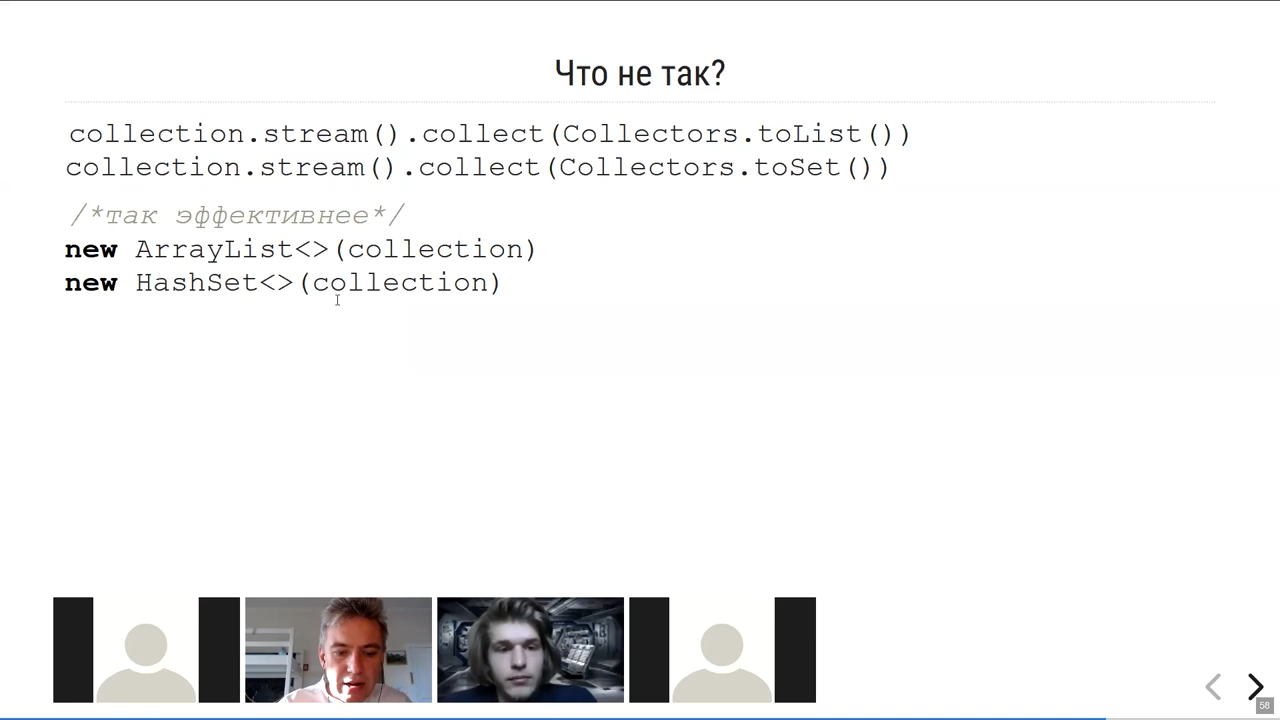 Что не так?
collection.stream().collect(Collectors.toList())
collection.stream().collect(Collectors.toSet())
/*так эффективнее*/
new ArrayList<>(collection)
new HashSet<>(collection)
58